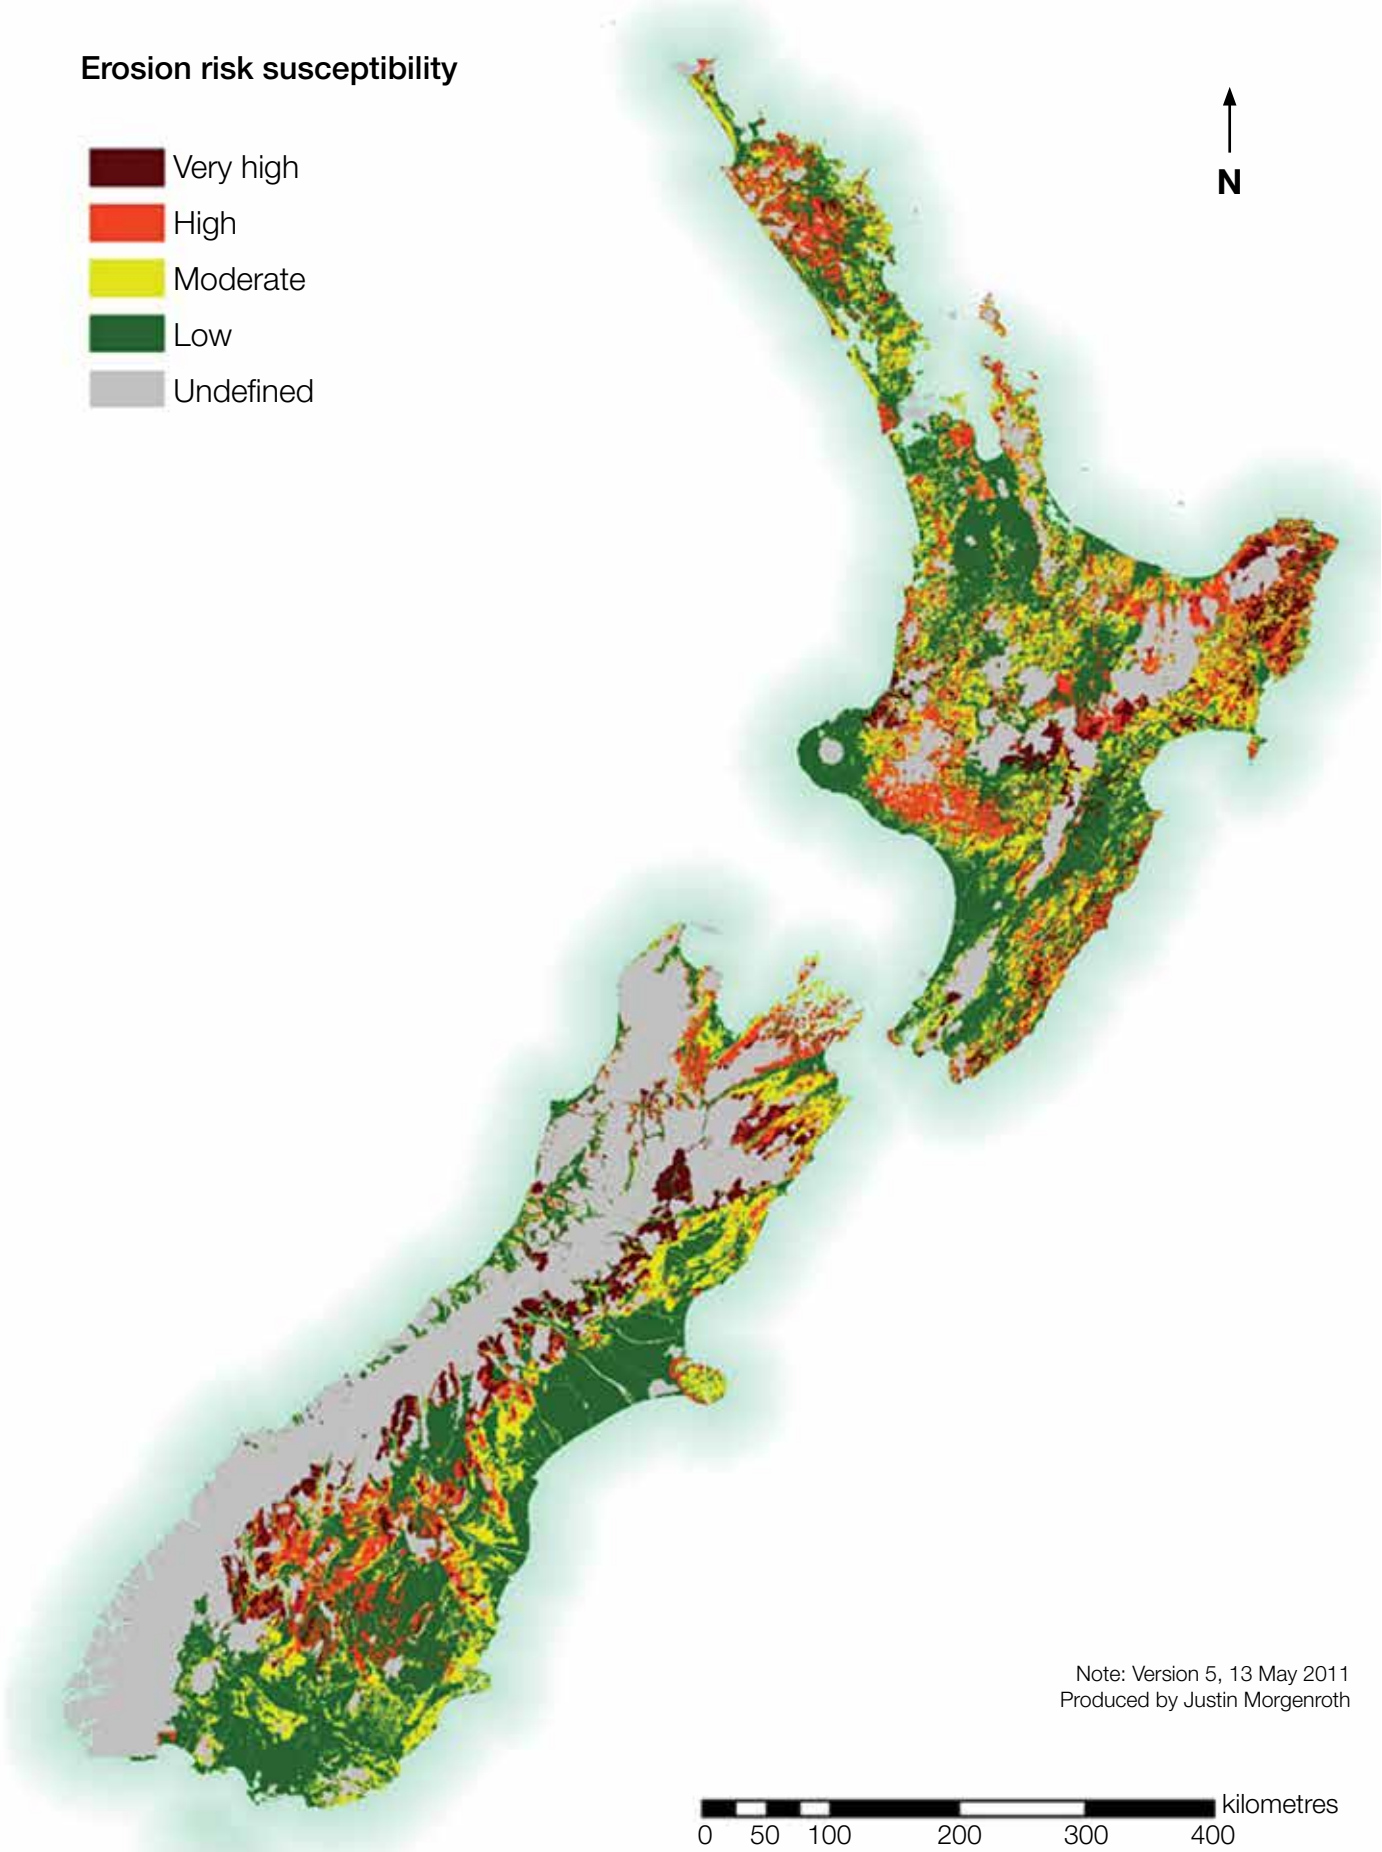 Erosion risk susceptibility
Very high
High
Moderate
Low
Undefined
N
Note: Version 5, 13 May 2011
Produced by Justin Morgenroth
kilometres
0 50 100 200 300 400